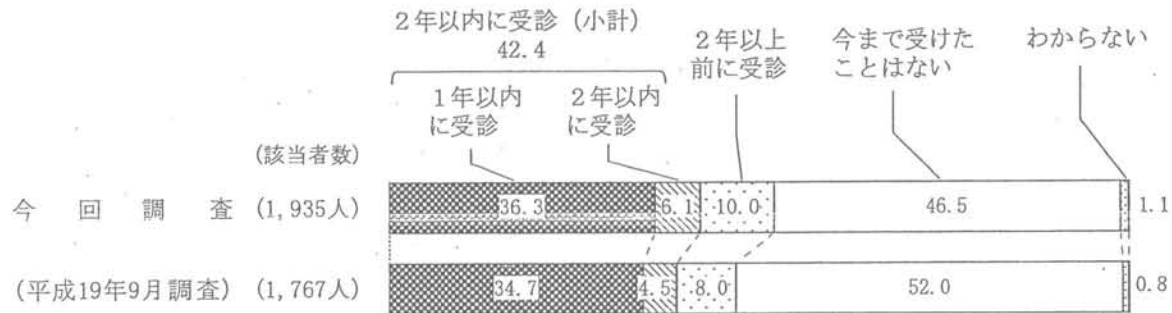 2年以内に受診（小計）
42.4
2年以上
前に受診
今まで受けた
ことはない
わからない
1年以内
に受診
2年以内
に受診
(該当者数)
今回調査 (1,935人) 36.3 6.1 10.0 46.5 1.1
(平成19年9月調査) (1,767人) 34.7 4.5 8.0 52.0 0.8